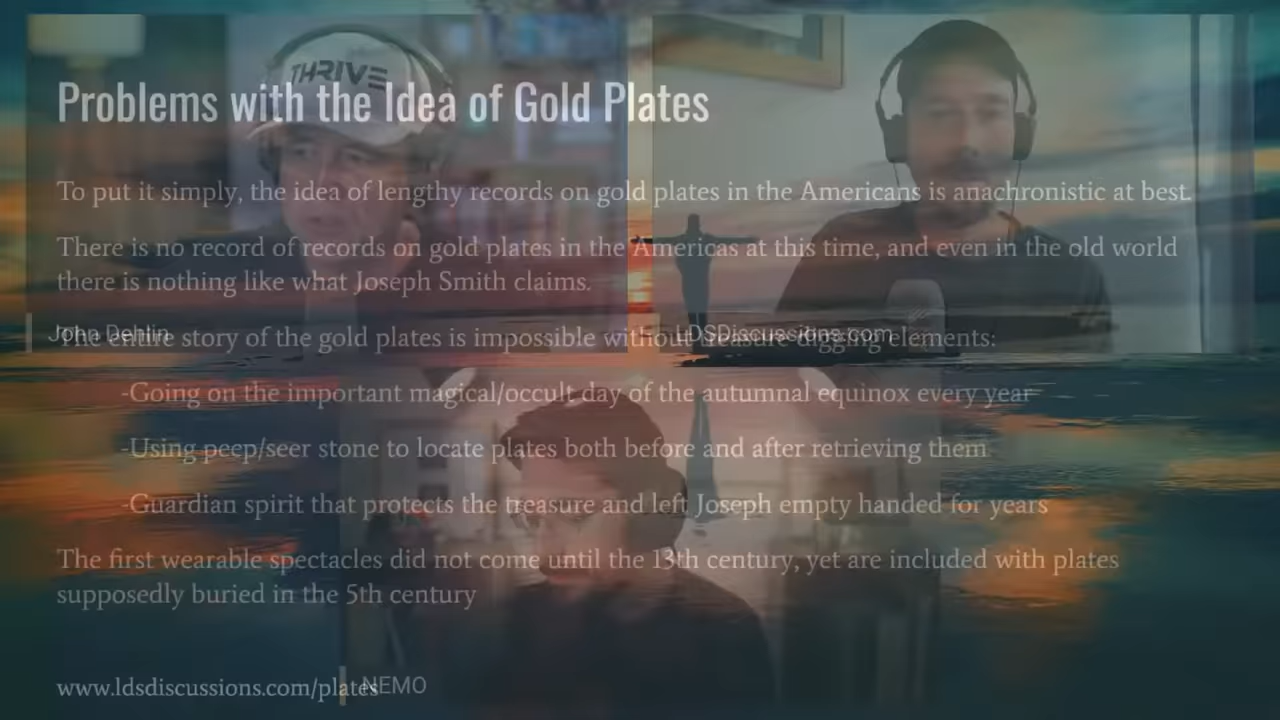 THRIVE
Problems with the Idea of Gold Plates
To put it simply, the idea of lengthy records on gold plates in the Americans is anachronistic at best.
There is no record of records on gold plates in the Americas at this time, and even in the old world
there is nothing like what Joseph Smith claims.
John Dehlin
LDSDiscussions.com
The entire story of the gold plates is impossible without treasure digging elements:
-Going on the important magical/occult day of the autumnal equinox every year
-Using peep/seer stone to locate plates both before and after retrieving them
-Guardian spirit that protects the treasure and left Joseph empty handed for years
The first wearable spectacles did not come until the 13th century, yet are included with plates
supposedly buried in the 5th century
www.ldsdiscussions.com/plates
NEMO